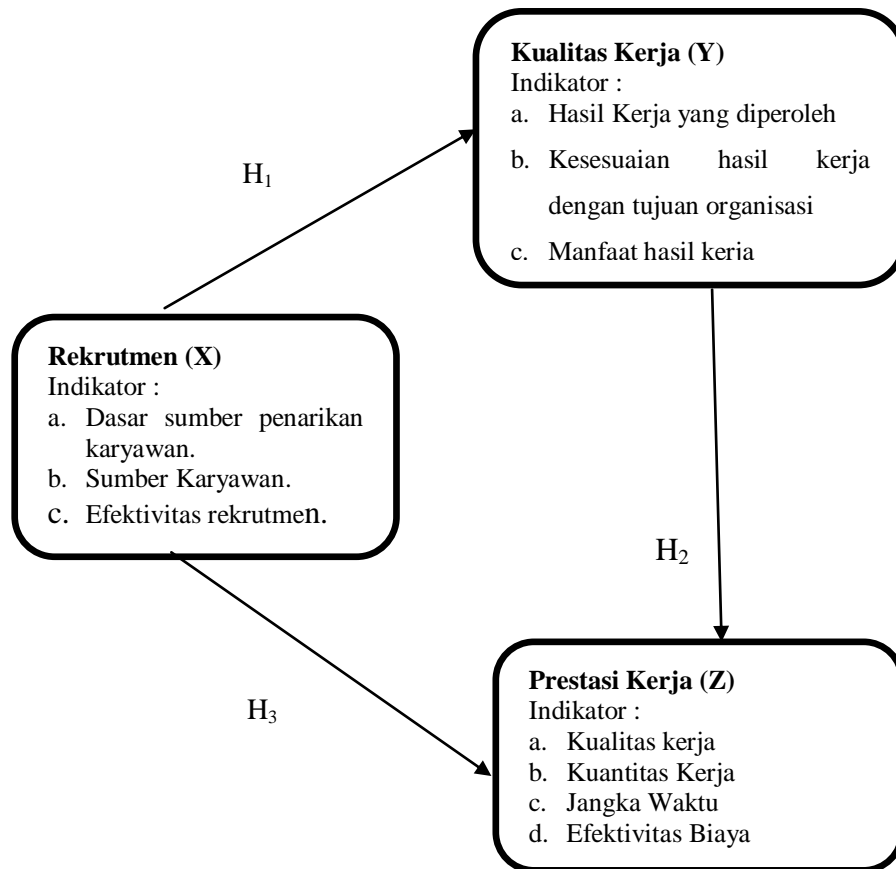 Kualitas Kerja (Y)
Indikator :
a. Hasil Kerja yang diperoleh
b. Kesesuaian hasil kerja
dengan tujuan organisasi
c. Manfaat hasil kerja
H₁
Rekrutmen (X)
Indikator :
a. Dasar sumber penarikan
karyawan.
b. Sumber Karyawan.
c. Efektivitas rekrutmen.
H₂
H₃
Prestasi Kerja (Z)
Indikator :
a. Kualitas kerja
b. Kuantitas Kerja
c. Jangka Waktu
d. Efektivitas Biaya